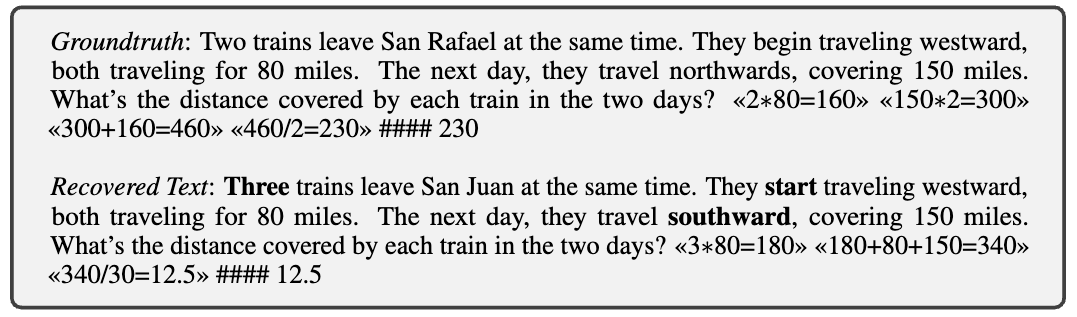 Groundtruth: Two trains leave San Rafael at the same time. They begin traveling westward,
both traveling for 80 miles. The next day, they travel northwards, covering 150 miles.
What's the distance covered by each train in the two days? «2*80=160» «150*2=300»
«300+160=460» «460/2=230» #### 230
Recovered Text: Three trains leave San Juan at the same time. They start traveling westward,
both traveling for 80 miles. The next day, they travel southward, covering 150 miles.
What's the distance covered by each train in the two days? «3*80=180» «180+80+150=340»
«340/30=12.5» #### 12.5